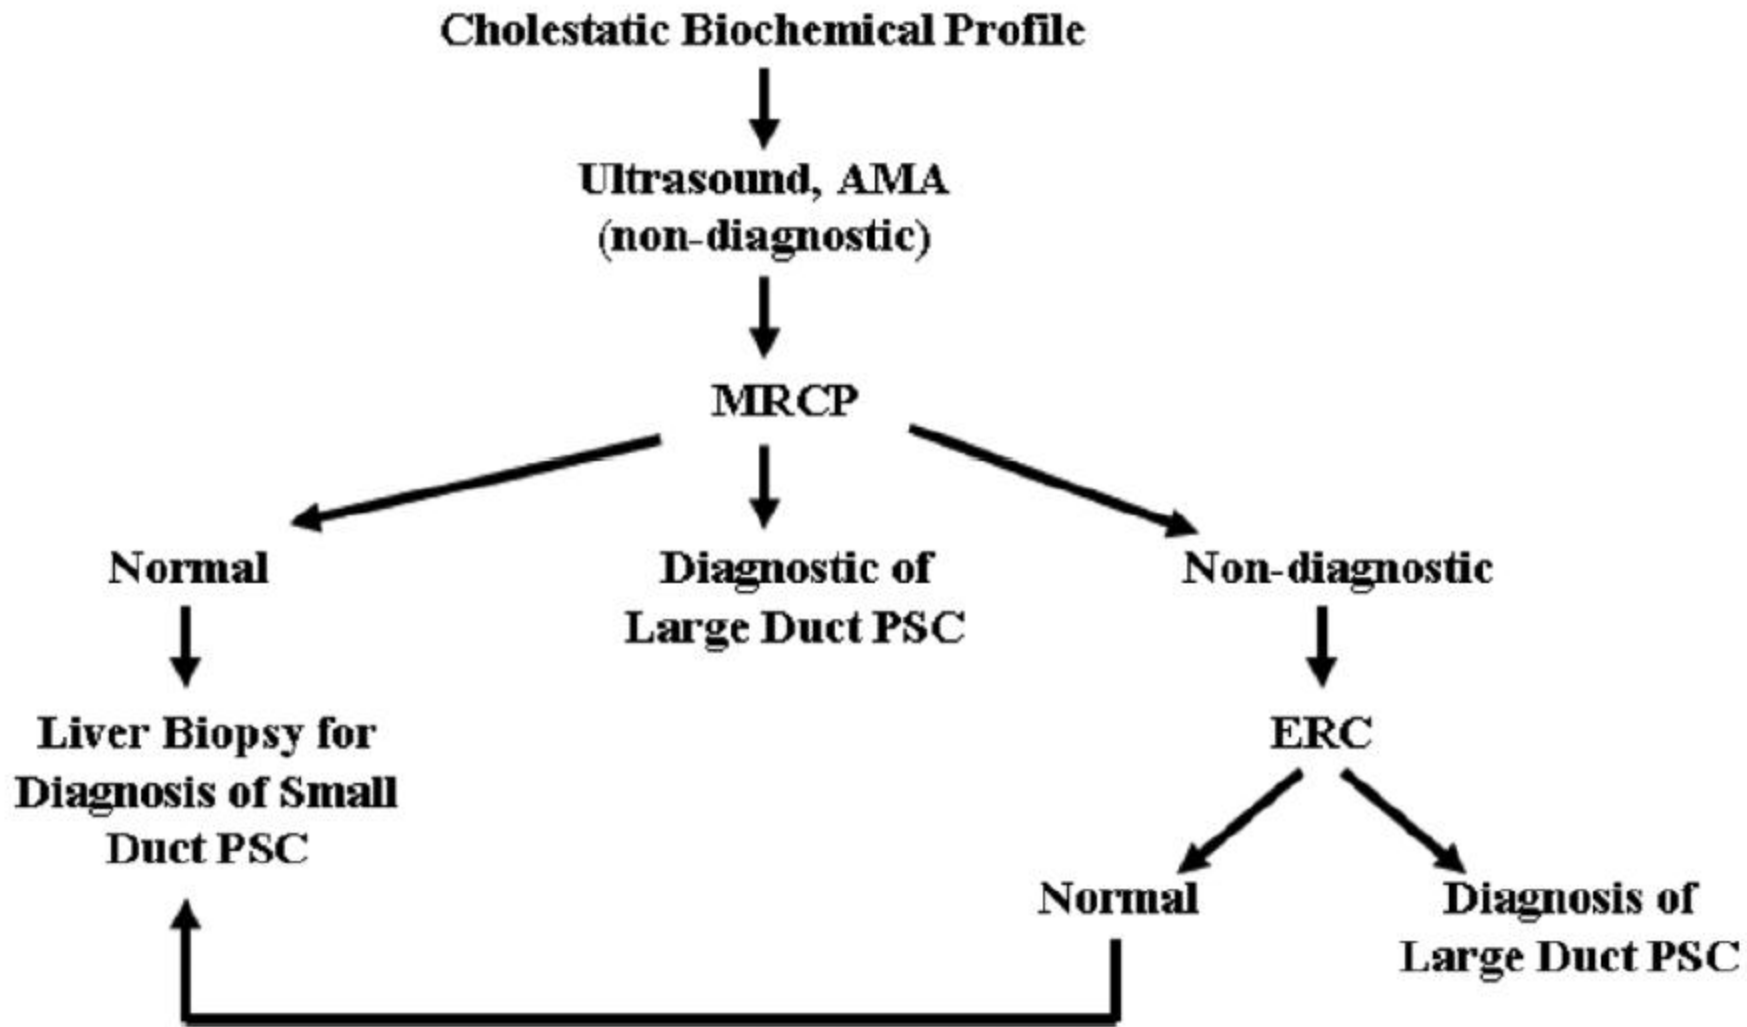 Cholestatic Biochemical Profile
Ultrasound, AMA
(non-diagnostic)
MRCP
Normal
Diagnostic of
Large Duct PSC
Non-diagnostic
Liver Biopsy for
Diagnosis of Small
Duct PSC
ERC
Normal
Diagnosis of
Large Duct PSC